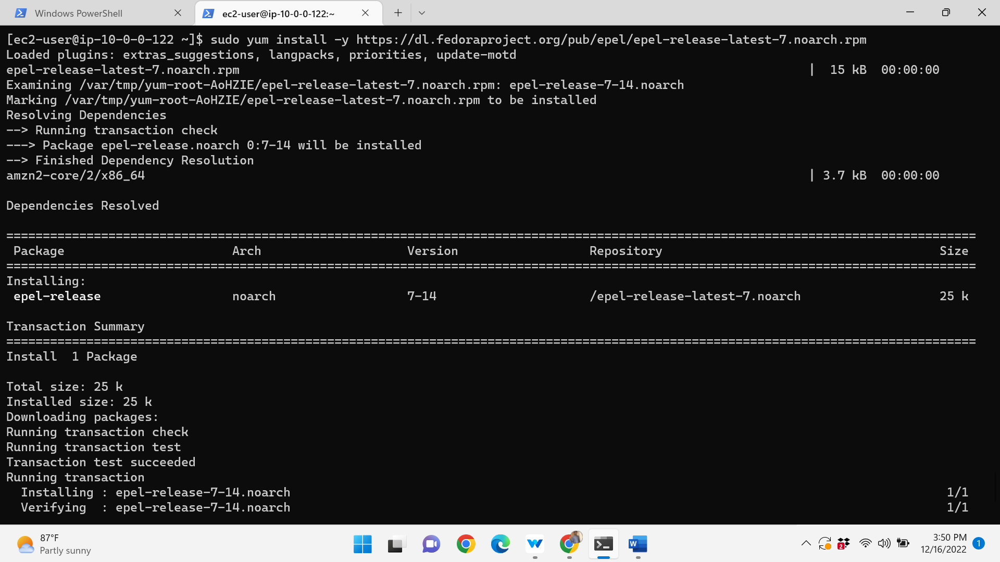 Windows PowerShell
ec2-user@ip-10-0-0-122:~
[ec2-user@ip-10-0-0-122 ~]$ sudo yum install -y https://dl.fedoraproject.org/pub/epel/epel-release-latest-7.noarch.rpm
Loaded plugins: extras_suggestions, langpacks, priorities, update-motd
epel-release-latest-7.noarch.rpm | 15 kB 00:00:00
Examining /var/tmp/yum-root-AoHZIE/epel-release-latest-7.noarch.rpm: epel-release-7-14.noarch
Marking /var/tmp/yum-root-AoHZIE/epel-release-latest-7.noarch.rpm to be installed
Resolving Dependencies
--> Running transaction check
---> Package epel-release.noarch 0:7-14 will be installed
--> Finished Dependency Resolution
amzn2-core/2/x86_64 | 3.7 kB 00:00:00
Dependencies Resolved
=====================================================================================================================================
Package Arch Version Repository Size
=====================================================================================================================================
Installing:
epel-release noarch 7-14 /epel-release-latest-7.noarch 25 k
Transaction Summary
=====================================================================================================================================
Install 1 Package
Total size: 25 k
Installed size: 25 k
Downloading packages:
Running transaction check
Running transaction test
Transaction test succeeded
Running transaction
Installing : epel-release-7-14.noarch 1/1
Verifying : epel-release-7-14.noarch 1/1
87°F
Partly sunny
W
2
3:50 PM
12/16/2022
1